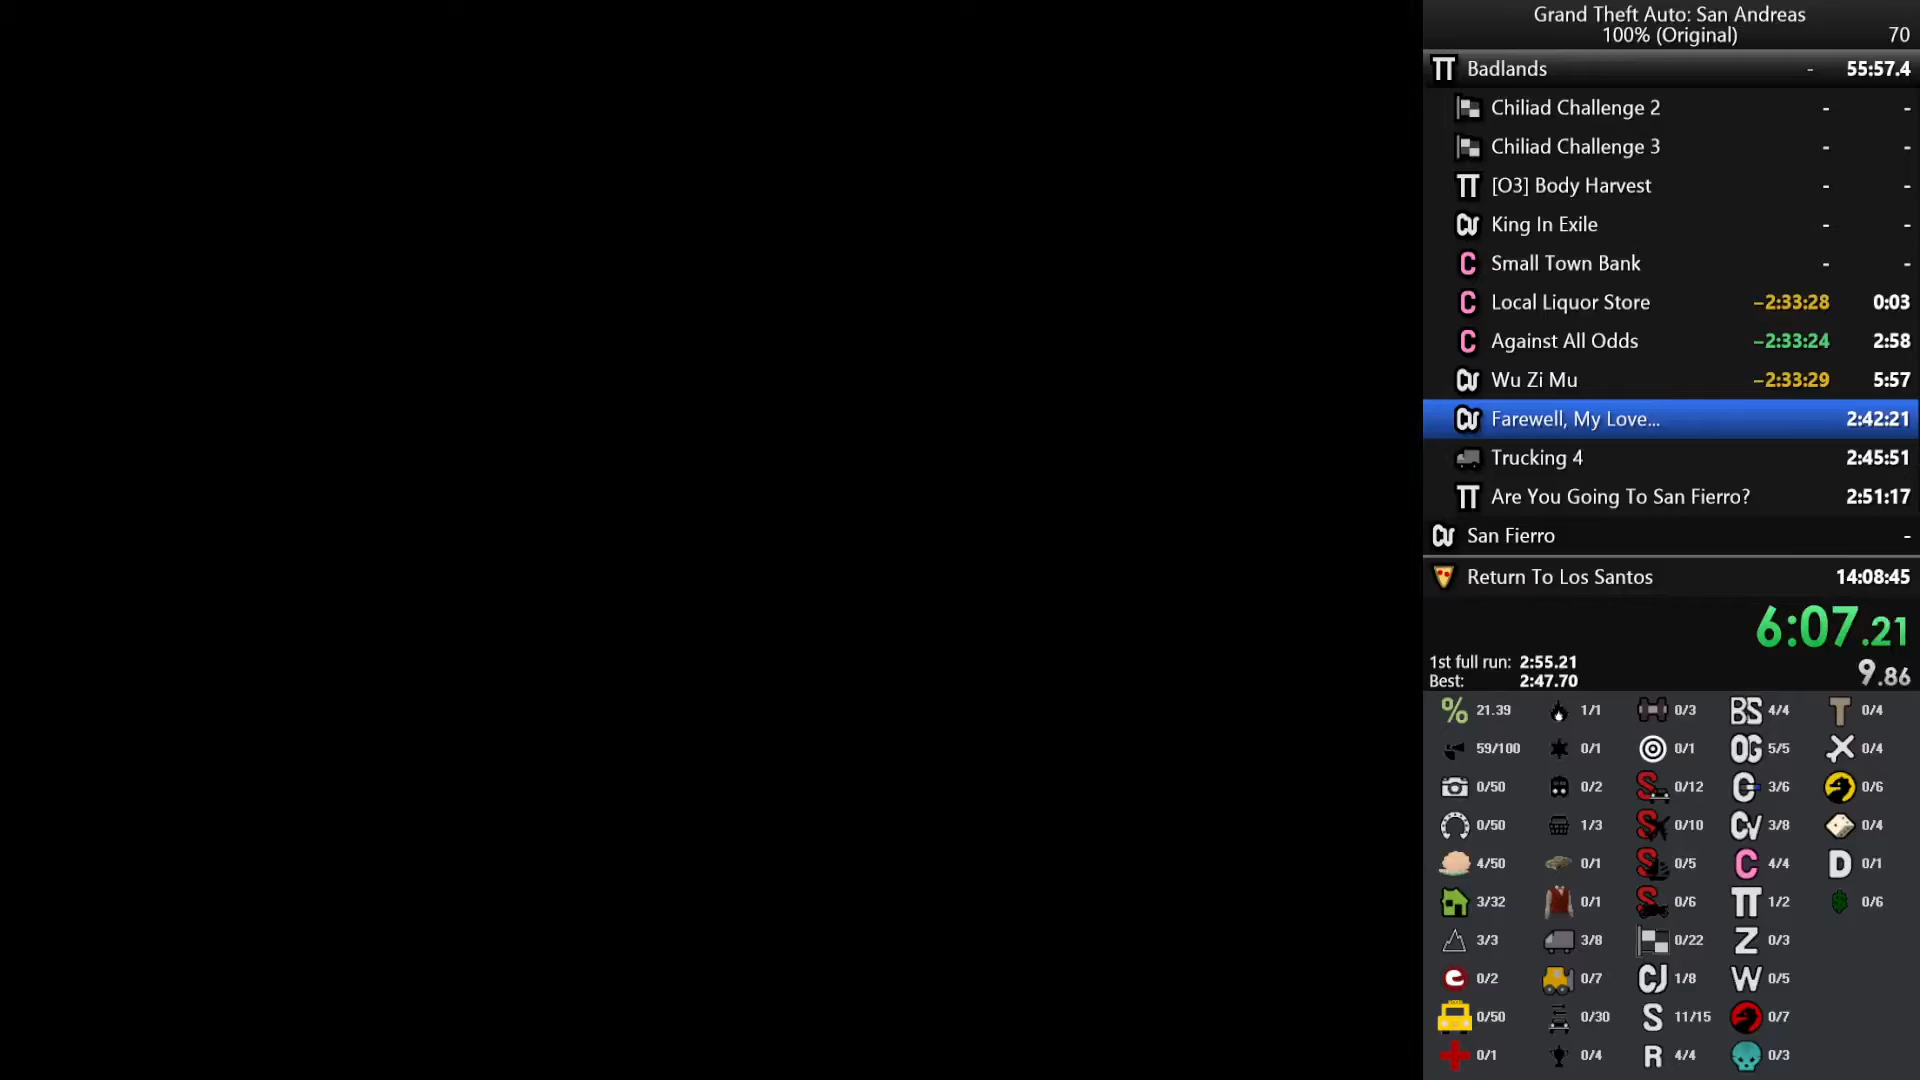 Grand Theft Auto: San Andreas
100% (Original) 70
Badlands - 55:57.4
Chiliad Challenge 2 - -
Chiliad Challenge 3 - -
[O3] Body Harvest - -
King In Exile - -
Small Town Bank - -
Local Liquor Store -2:33:28 0:03
Against All Odds -2:33:24 2:58
Wu Zi Mu -2:33:29 5:57
Farewell, My Love... 2:42:21
Trucking 4 2:45:51
Are You Going To San Fierro? 2:51:17
San Fierro -
Return To Los Santos 14:08:45
6:07.21
1st full run: 2:55.21
Best: 2:47.70 9.86
% 21.39 1/1 0/3 BS 4/4 T 0/4
59/100 0/1 0/1 OG 5/5 0/4
0/50 0/2 S 0/12 C 3/6 0/6
0/50 1/3 S 0/10 CV 3/8 0/4
4/50 0/1 S 0/5 C 4/4 D 0/1
3/32 0/1 S 0/6 TT 1/2 0/6
3/3 3/8 0/22 Z 0/3
e 0/2 0/7 CJ 1/8 W 0/5
0/50 0/30 S 11/15 0/7
0/1 0/4 R 4/4 0/3